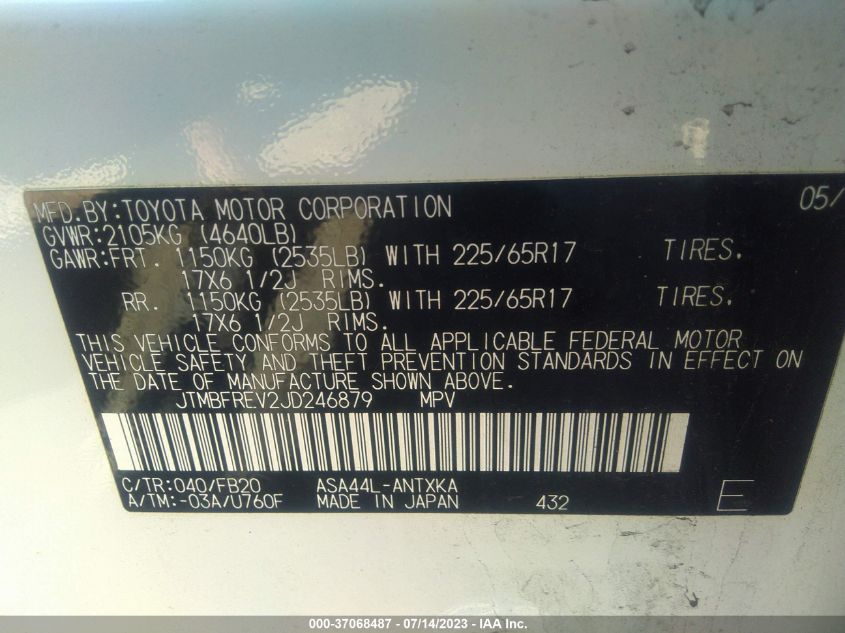 MFD.BY:TOYOTA MOTOR CORPORATION 05/
GVWR:2105KG (4640LB)
GAWR:FRT. 1150KG (2535LB) WITH 225/65R17 TIRES.
17X6 1/2J RIMS.
RR. 1150KG (2535LB) WITH 225/65R17 TIRES.
17X6 1/2J RIMS.
THIS VEHICLE CONFORMS TO ALL APPLICABLE FEDERAL MOTOR
VEHICLE SAFETY AND THEFT PREVENTION STANDARDS IN EFFECT ON
THE DATE OF MANUFACTURE SHOWN ABOVE.
JTMBFREV2JD246879 MPV
C/TR:040/FB20 ASA44L-ANTXKA
A/TM:-03A/U760F MADE IN JAPAN 432 E
000-37068487 - 07/14/2023 - IAA Inc.